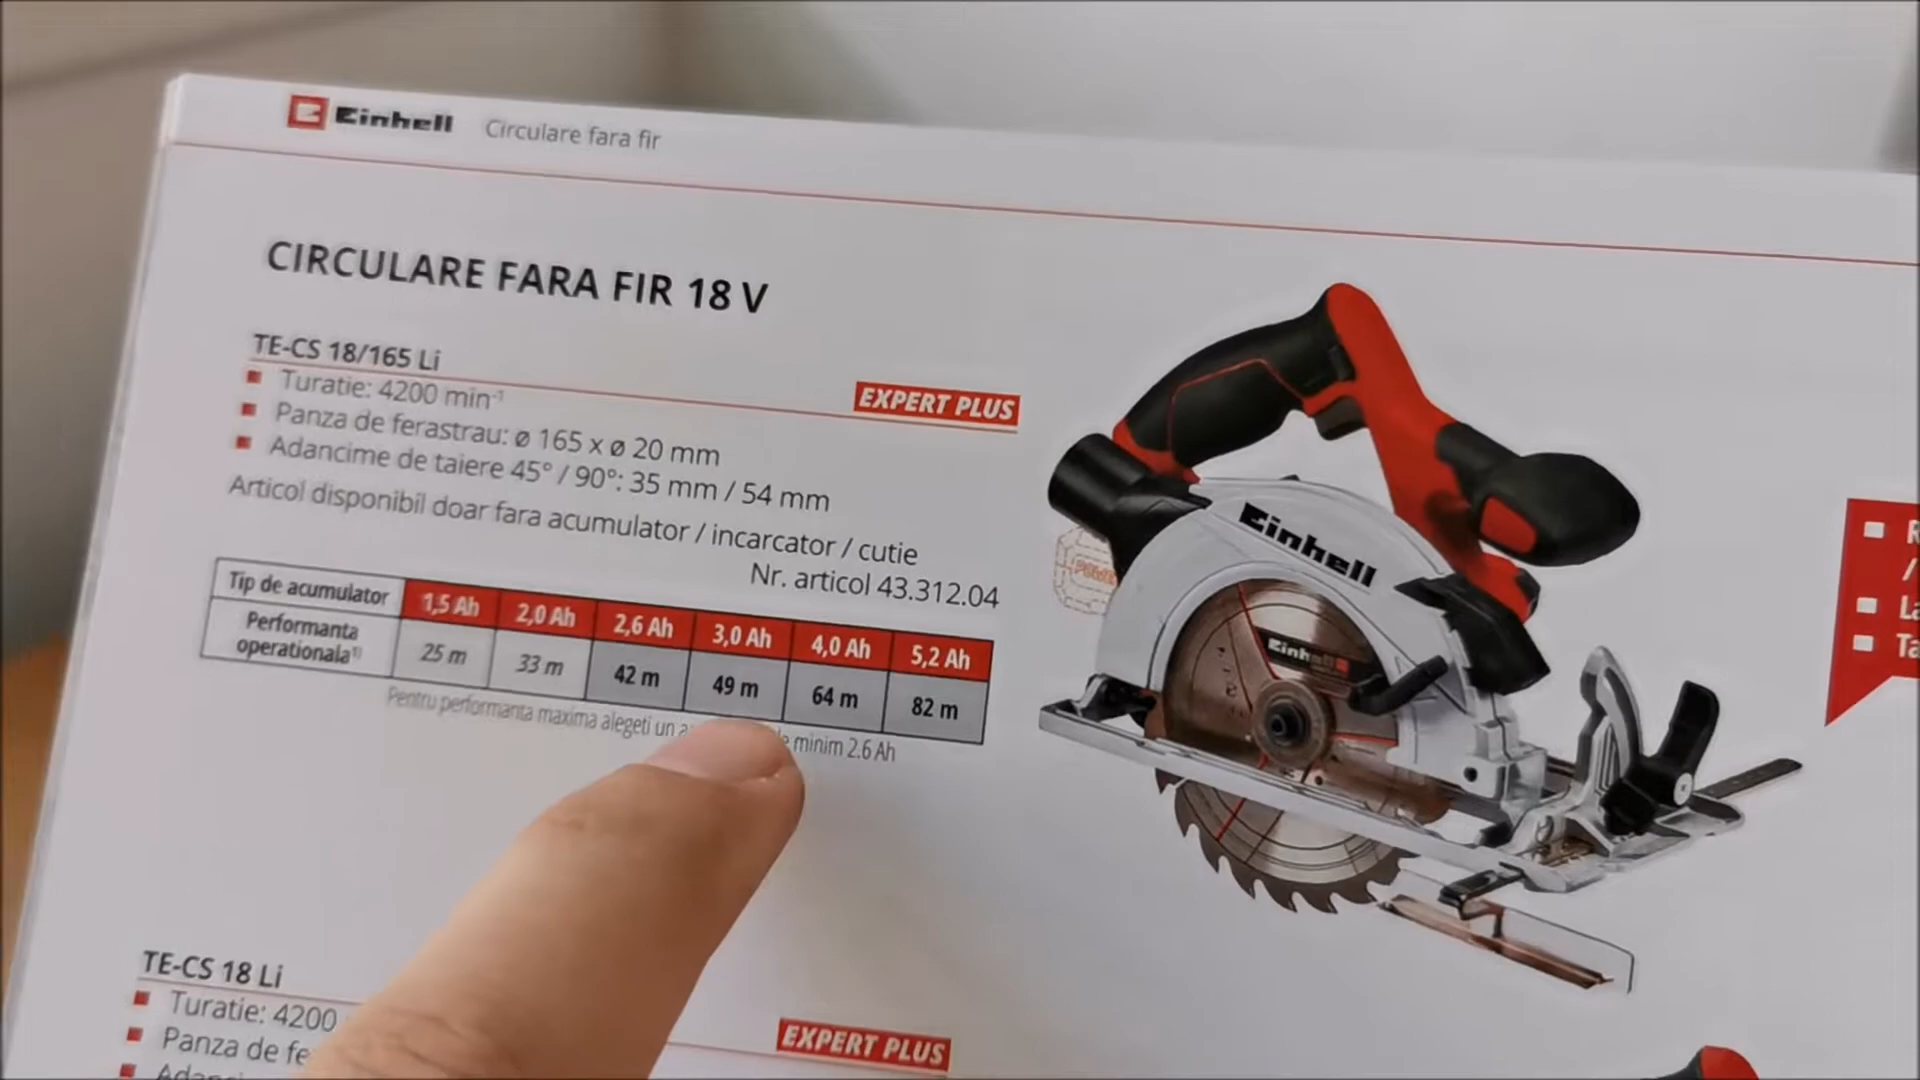 Einhell Circulare fara fir
CIRCULARE FARA FIR 18 V
TE-CS 18/165 Li
EXPERT PLUS
Turatie: 4200 min⁻¹
Panza de ferastrau: ø 165 x ø 20 mm
Adancime de taiere 45° / 90°: 35 mm / 54 mm
Articol disponibil doar fara acumulator / incarcator / cutie
Nr. articol 43.312.04
Tip de acumulator 1,5 Ah 2,0 Ah 2,6 Ah 3,0 Ah 4,0 Ah 5,2 Ah
Performanta
operationala¹⁾ 25 m 33 m 42 m 49 m 64 m 82 m
Pentru performanta maxima alegeti un minim 2.6 Ah
Einhell
Einhell
TE-CS 18 Li
EXPERT PLUS
Turatie: 4200
Panza de